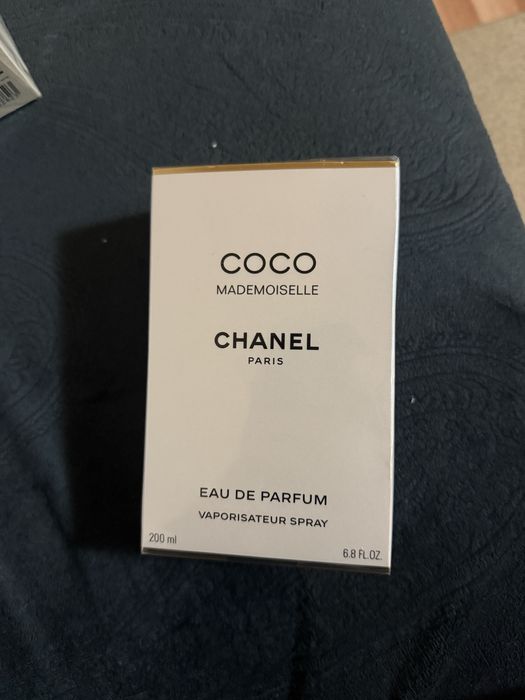 COCO
MADEMOISELLE
CHANEL
PARIS
EAU DE PARFUM
VAPORISATEUR SPRAY
200 ml
6.8 FL.OZ.